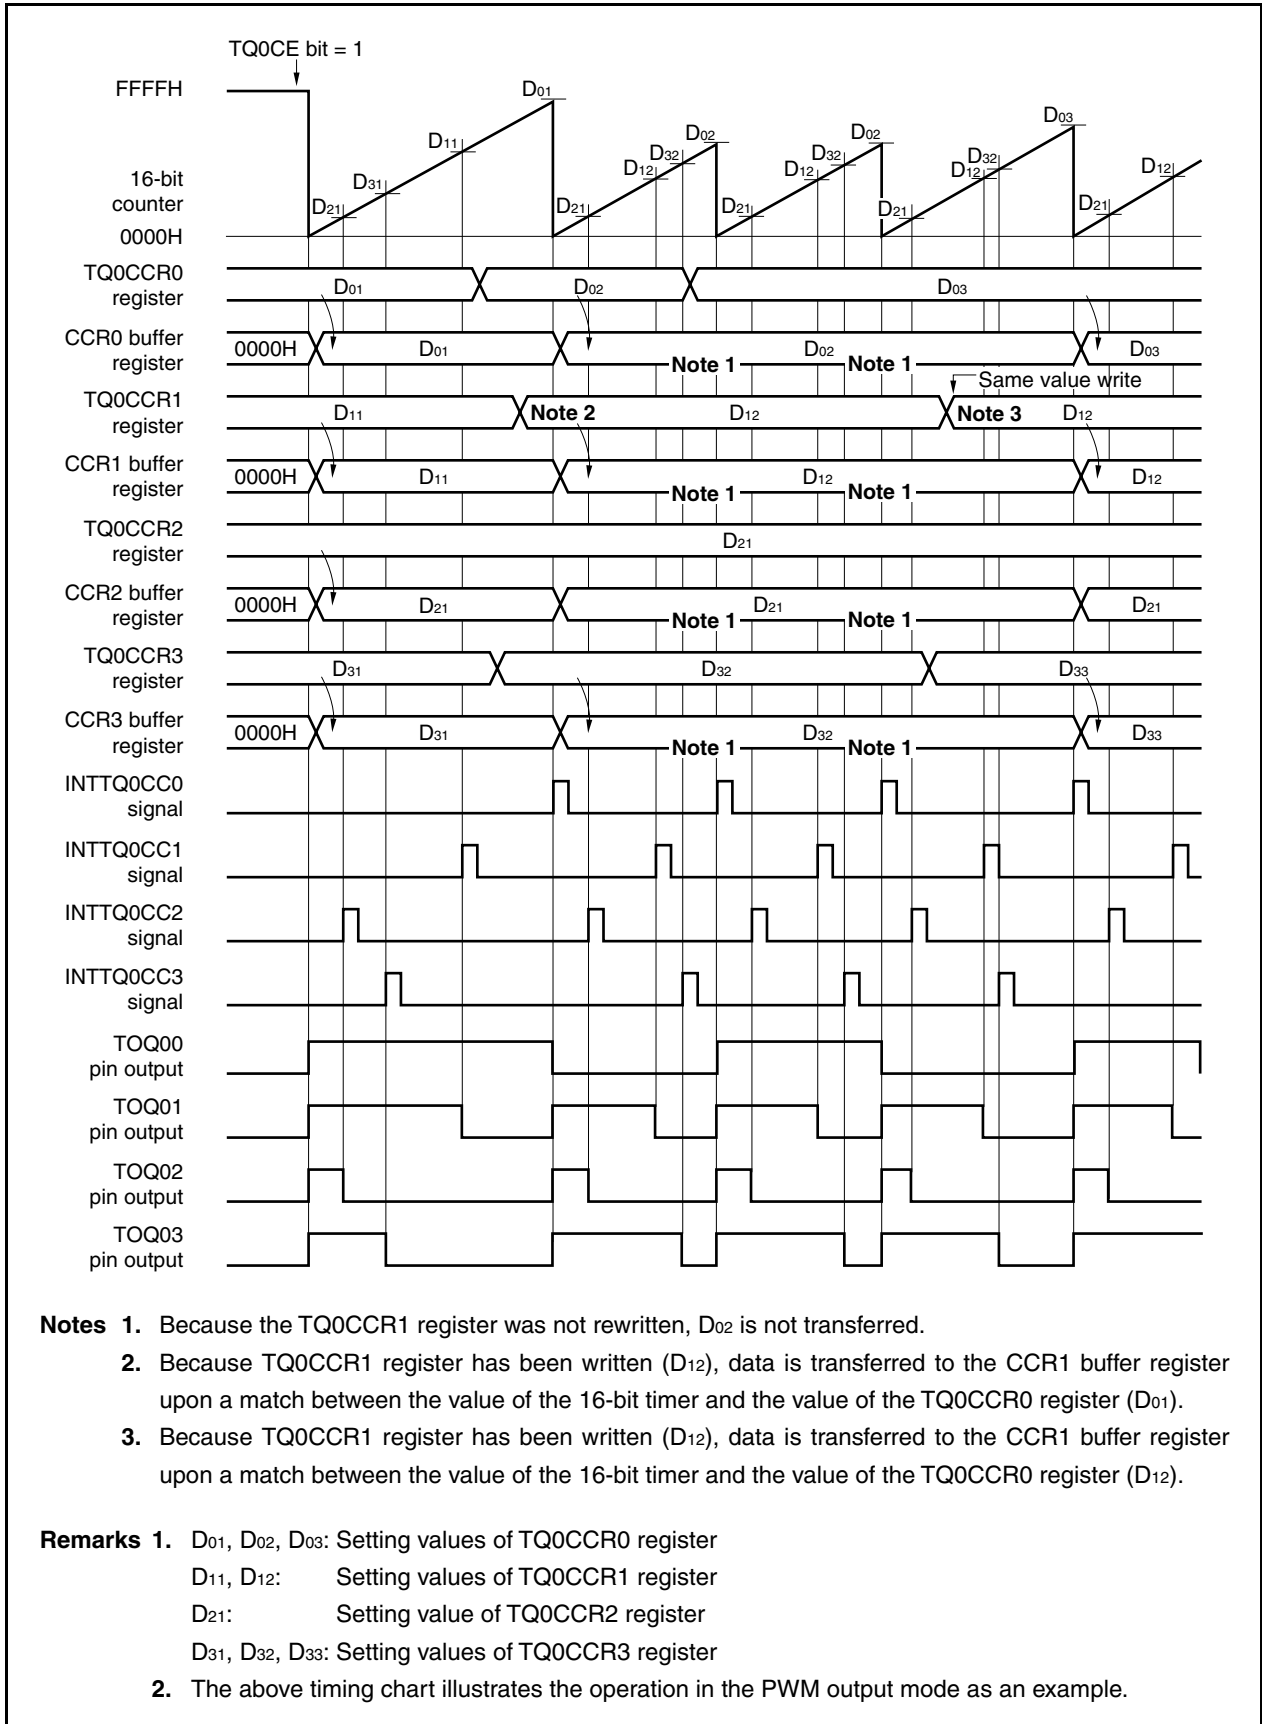 TQ0CE bit = 1
FFFFH
16-bit
counter
0000H
D21
D31
D11
D01
D21
D12
D32
D02
D21
D12
D32
D02
D21
D12
D32
D03
D21
D12
TQ0CCR0
register
D01
D02
D03
CCR0 buffer
register
0000H
D01
Note 1
D02
Note 1
D03
Same value write
TQ0CCR1
register
D11
Note 2
D12
Note 3
D12
CCR1 buffer
register
0000H
D11
Note 1
D12
Note 1
D12
TQ0CCR2
register
D21
CCR2 buffer
register
0000H
D21
Note 1
D21
Note 1
D21
TQ0CCR3
register
D31
D32
D33
CCR3 buffer
register
0000H
D31
Note 1
D32
Note 1
D33
INTTQ0CC0
signal
INTTQ0CC1
signal
INTTQ0CC2
signal
INTTQ0CC3
signal
TOQ00
pin output
TOQ01
pin output
TOQ02
pin output
TOQ03
pin output
Notes 1. Because the TQ0CCR1 register was not rewritten, D02 is not transferred.
2. Because TQ0CCR1 register has been written (D12), data is transferred to the CCR1 buffer register
upon a match between the value of the 16-bit timer and the value of the TQ0CCR0 register (D01).
3. Because TQ0CCR1 register has been written (D12), data is transferred to the CCR1 buffer register
upon a match between the value of the 16-bit timer and the value of the TQ0CCR0 register (D12).
Remarks 1. D01, D02, D03: Setting values of TQ0CCR0 register
D11, D12: Setting values of TQ0CCR1 register
D21: Setting value of TQ0CCR2 register
D31, D32, D33: Setting values of TQ0CCR3 register
2. The above timing chart illustrates the operation in the PWM output mode as an example.